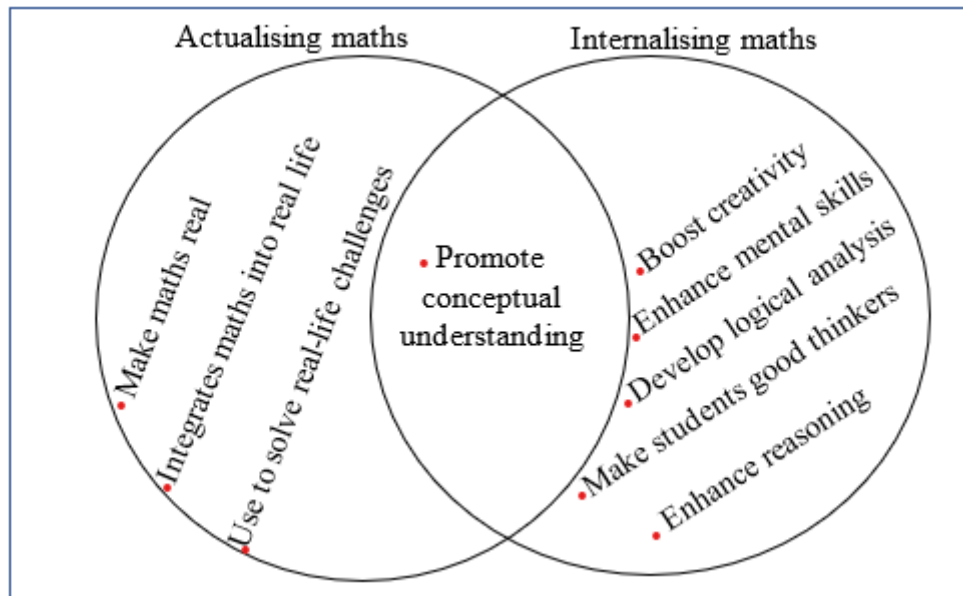 Actualising maths
Internalising maths
Make maths real
Integrates maths into real life
Use to solve real-life challenges
Promote
conceptual
understanding
Boost creativity
Enhance mental skills
Develop logical analysis
Make students good thinkers
Enhance reasoning